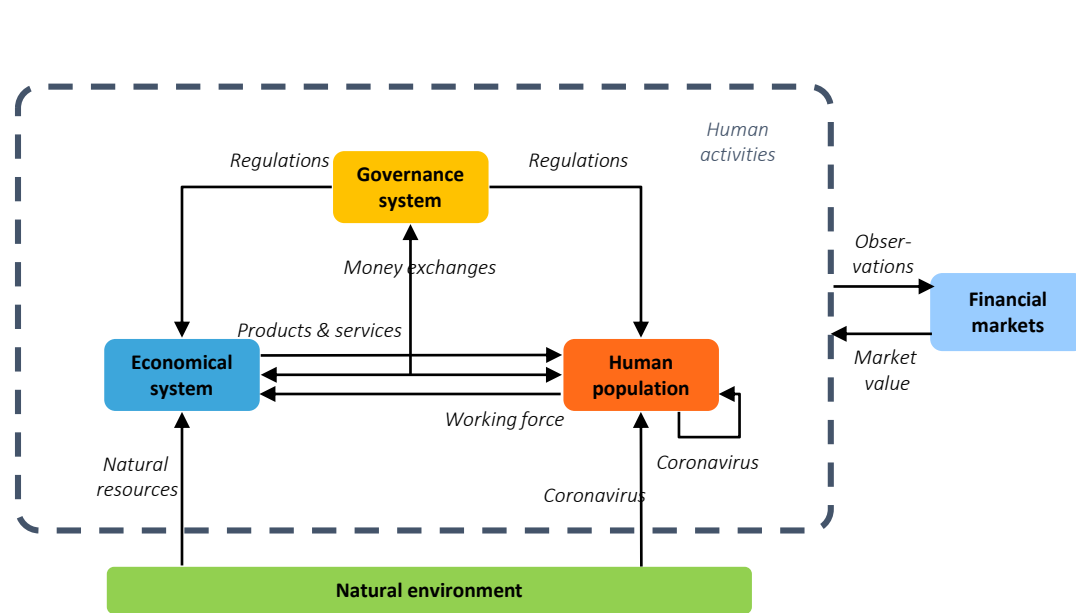 Human
activities
Regulations
Regulations
Governance
system
Obser-
vations
Money exchanges
Financial
markets
Products & services
Economical
system
Human
population
Market
value
Working force
Natural
resources
Coronavirus
Coronavirus
Natural environment